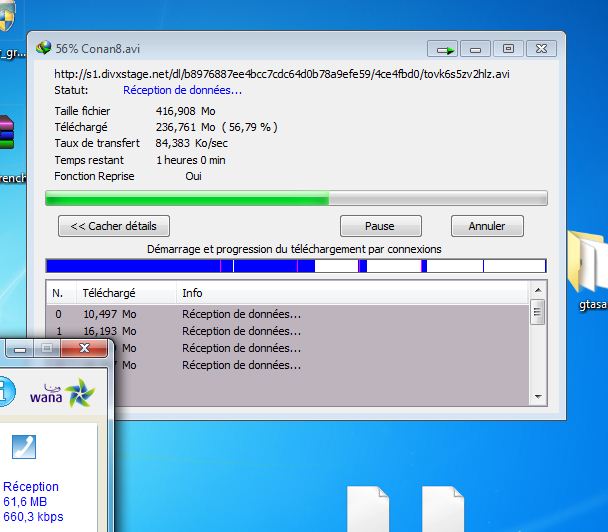 56% Conan8.avi
http://s1.divxstage.net/dl/b8976887ee4bcc7cdc64d0b78a9efe59/4ce4fbd0/tovk6s5zv2hlz.avi
Statut: Réception de données...
Taille fichier 416,908 Mo
Téléchargé 236,761 Mo ( 56,79 % )
Taux de transfert 84,383 Ko/sec
Temps restant 1 heures 0 min
Fonction Reprise Oui
<< Cacher détails Pause Annuler
Démarrage et progression du téléchargement par connexions
N. Téléchargé Info
0 10,497 Mo Réception de données...
1 16,193 Mo Réception de données...
Mo Réception de données...
Mo Réception de données...
wana
Réception
61,6 MB
660,3 kbps
gtasa